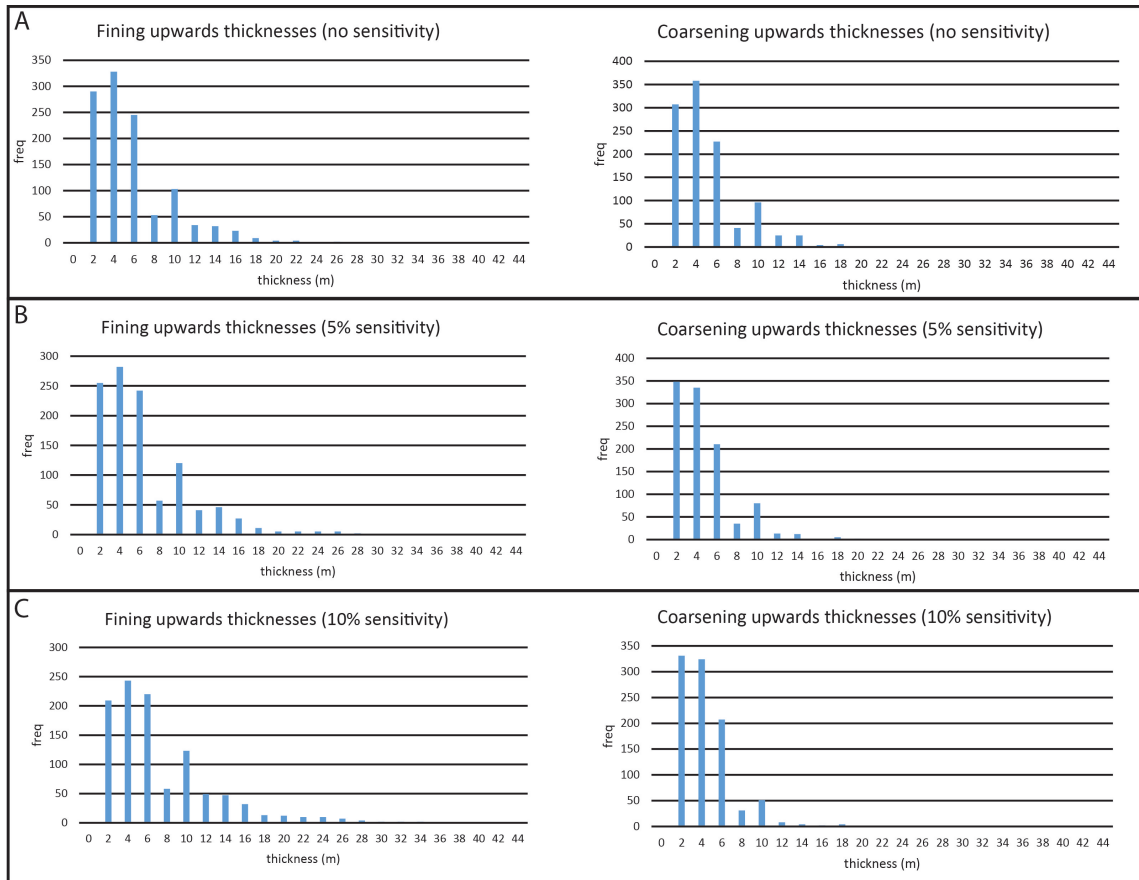 A
Fining upwards thicknesses (no sensitivity)
350
300
250
200
150
100
50
0
freq
0 2 4 6 8 10 12 14 16 18 20 22 24 26 28 30 32 34 36 38 40 42 44
thickness (m)
Coarsening upwards thicknesses (no sensitivity)
400
350
300
250
200
150
100
50
0
freq
0 2 4 6 8 10 12 14 16 18 20 22 24 26 28 30 32 34 36 38 40 42 44
thickness (m)
B
Fining upwards thicknesses (5% sensitivity)
300
250
200
150
100
50
0
freq
0 2 4 6 8 10 12 14 16 18 20 22 24 26 28 30 32 34 36 38 40 42 44
thickness (m)
Coarsening upwards thicknesses (5% sensitivity)
400
350
300
250
200
150
100
50
0
freq
0 2 4 6 8 10 12 14 16 18 20 22 24 26 28 30 32 34 36 38 40 42 44
thickness (m)
C
Fining upwards thicknesses (10% sensitivity)
300
250
200
150
100
50
0
freq
0 2 4 6 8 10 12 14 16 18 20 22 24 26 28 30 32 34 36 38 40 42 44
thickness (m)
Coarsening upwards thicknesses (10% sensitivity)
350
300
250
200
150
100
50
0
freq
0 2 4 6 8 10 12 14 16 18 20 22 24 26 28 30 32 34 36 38 40 42 44
thickness (m)